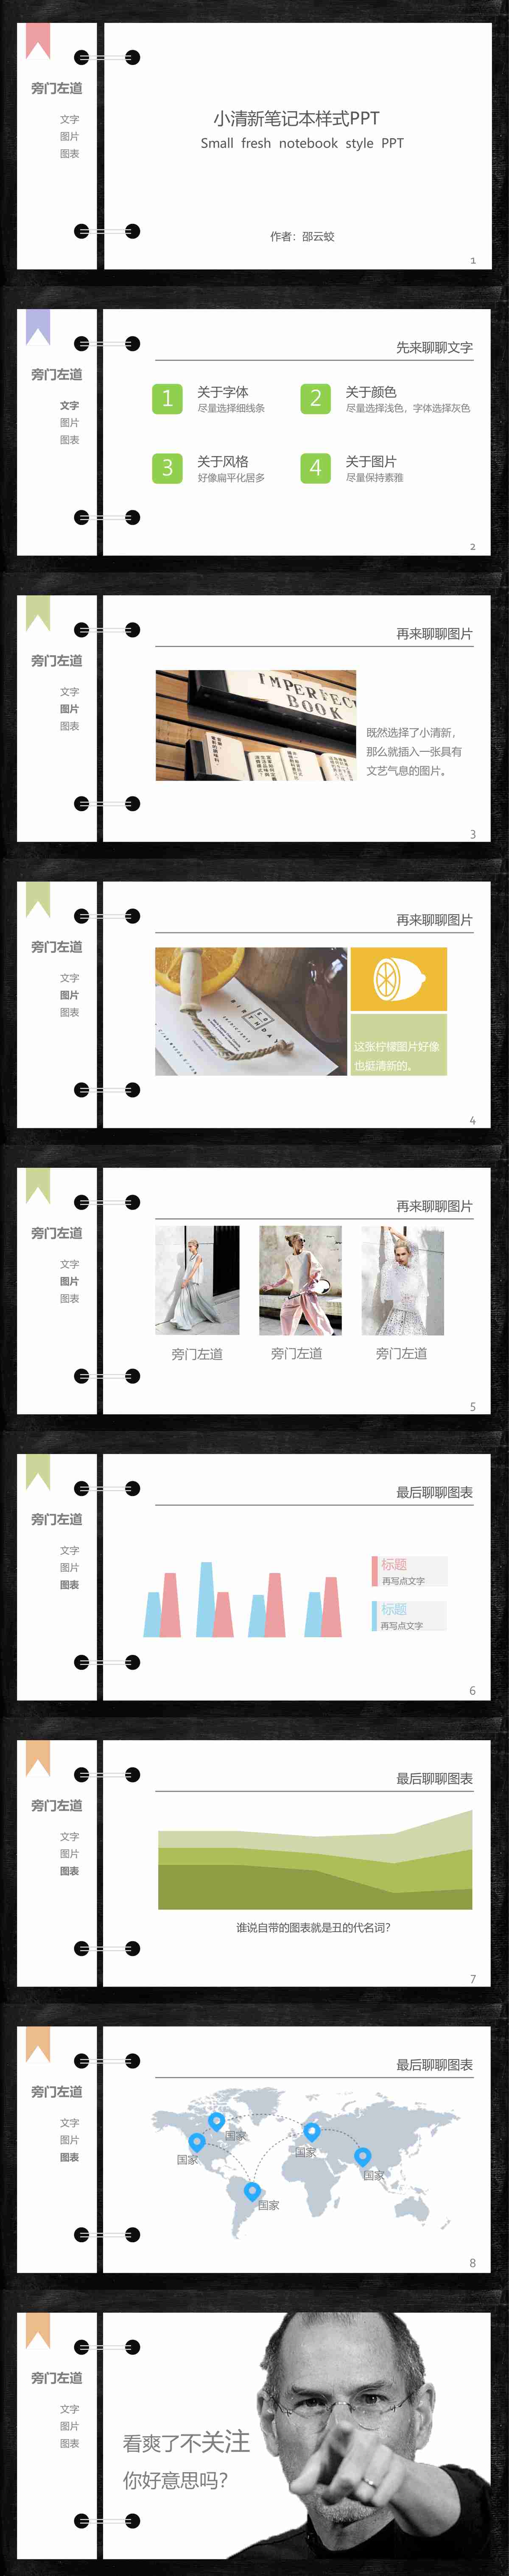 旁门左道
文字
图片
图表
小清新笔记本样式PPT
Small fresh notebook style PPT
作者：邵云蛟
1
旁门左道
文字
图片
图表
先来聊聊文字
1
关于字体
尽量选择细线条
2
关于颜色
尽量选择浅色，字体选择灰色
3
关于风格
好像扁平化居多
4
关于图片
尽量保持素雅
2
旁门左道
文字
图片
图表
再来聊聊图片
IMPERFECT
BOOK
既然选择了小清新，
那么就插入一张具有
文艺气息的图片。
3
旁门左道
文字
图片
图表
再来聊聊图片
这张柠檬图片好像
也挺清新的。
4
旁门左道
文字
图片
图表
再来聊聊图片
旁门左道
旁门左道
旁门左道
5
旁门左道
文字
图片
图表
最后聊聊图表
标题
再写点文字
标题
再写点文字
6
旁门左道
文字
图片
图表
最后聊聊图表
谁说自带的图表就是丑的代名词？
7
旁门左道
文字
图片
图表
最后聊聊图表
国家
国家
国家
国家
国家
8
旁门左道
文字
图片
图表
看爽了不关注
你好意思吗？